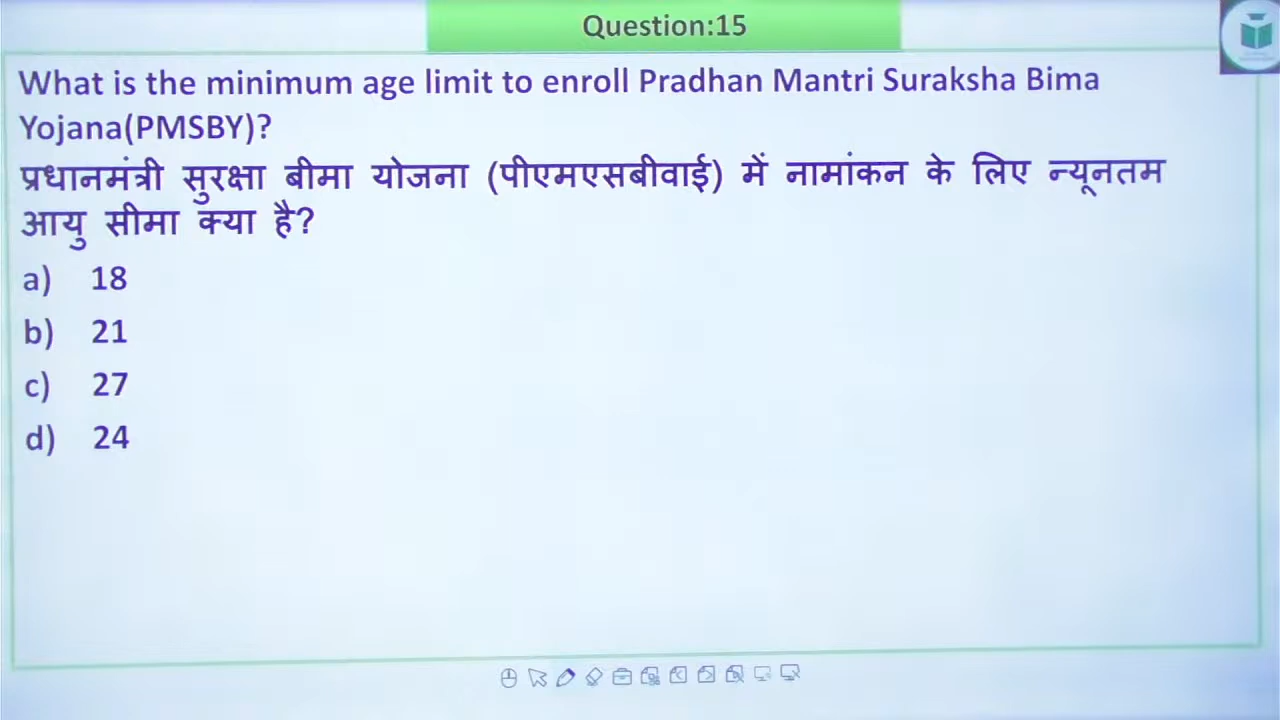 Question:15
What is the minimum age limit to enroll Pradhan Mantri Suraksha Bima
Yojana(PMSBY)?
प्रधानमंत्री सुरक्षा बीमा योजना (पीएमएसबीवाई) में नामांकन के लिए न्यूनतम
आयु सीमा क्या है?
a) 18
b) 21
c) 27
d) 24